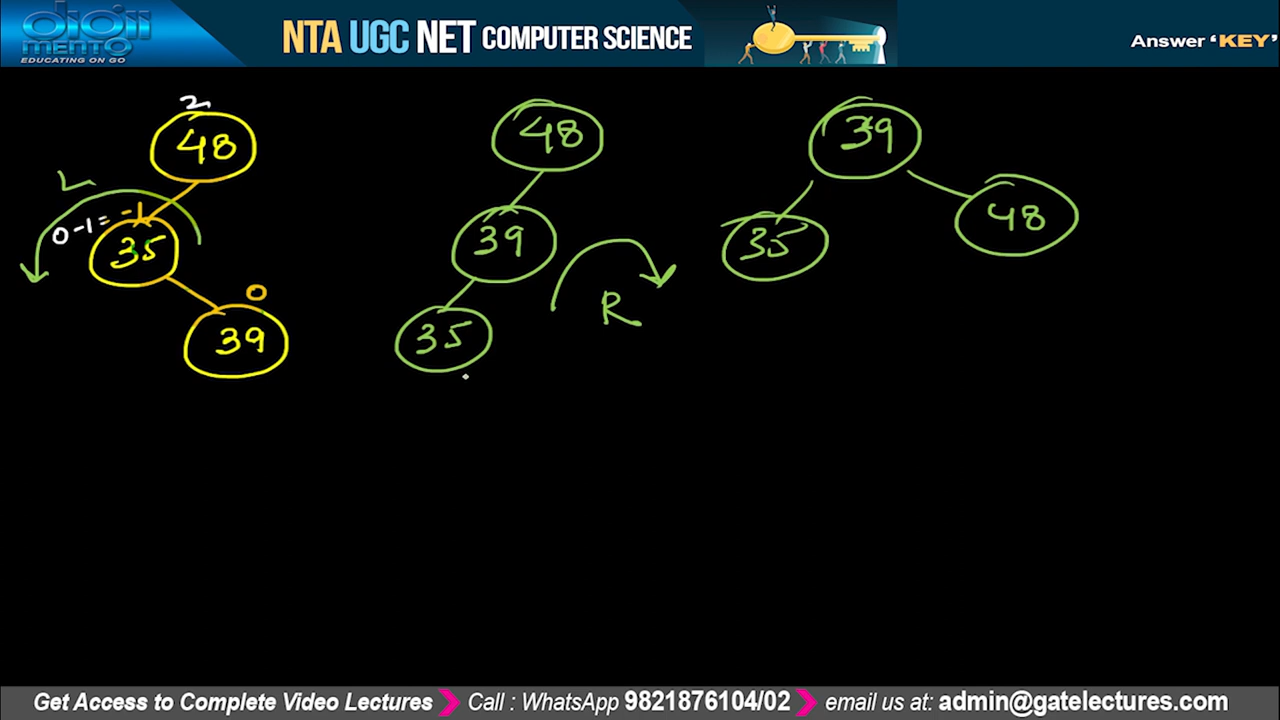 didii
MENTO
EDUCATING ON GO
NTA UGC NET COMPUTER SCIENCE
Answer ‘KEY’
2
48
L
0-1=-1
35
0
39
48
39
35
R
39
35
48
Get Access to Complete Video Lectures Call : WhatsApp 9821876104/02 email us at: admin@gatelectures.com